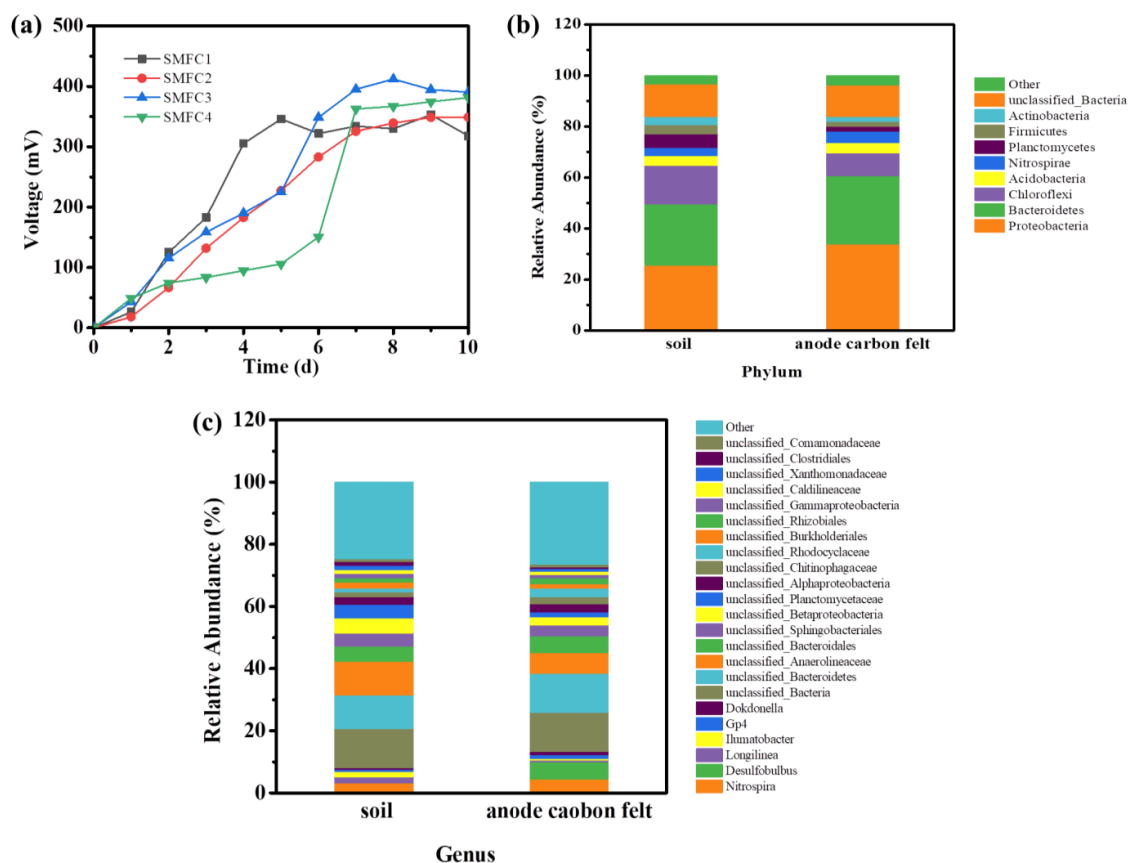 (a)
500
400
300
200
100
0
Voltage (mV)
SMFC1
SMFC2
SMFC3
SMFC4
0 2 4 6 8 10
Time (d)
(b)
120
100
80
60
40
20
0
Relative Abundance (%)
soil anode carbon felt
Phylum
Other
unclassified_Bacteria
Actinobacteria
Firmicutes
Planctomycetes
Nitrospirae
Acidobacteria
Chloroflexi
Bacteroidetes
Proteobacteria
(c)
120
100
80
60
40
20
0
Relative Abundance (%)
soil anode caobon felt
Genus
Other
unclassified_Comamonadaceae
unclassified_Clostridiales
unclassified_Xanthomonadaceae
unclassified_Caldilineaceae
unclassified_Gammaproteobacteria
unclassified_Rhizobiales
unclassified_Burkholderiales
unclassified_Rhodocyclaceae
unclassified_Chitinophagaceae
unclassified_Alphaproteobacteria
unclassified_Planctomycetaceae
unclassified_Betaproteobacteria
unclassified_Sphingobacteriales
unclassified_Bacteroidales
unclassified_Anaerolineaceae
unclassified_Bacteroidetes
unclassified_Bacteria
Dokdonella
Gp4
Ilumatobacter
Longilinea
Desulfobulbus
Nitrospira